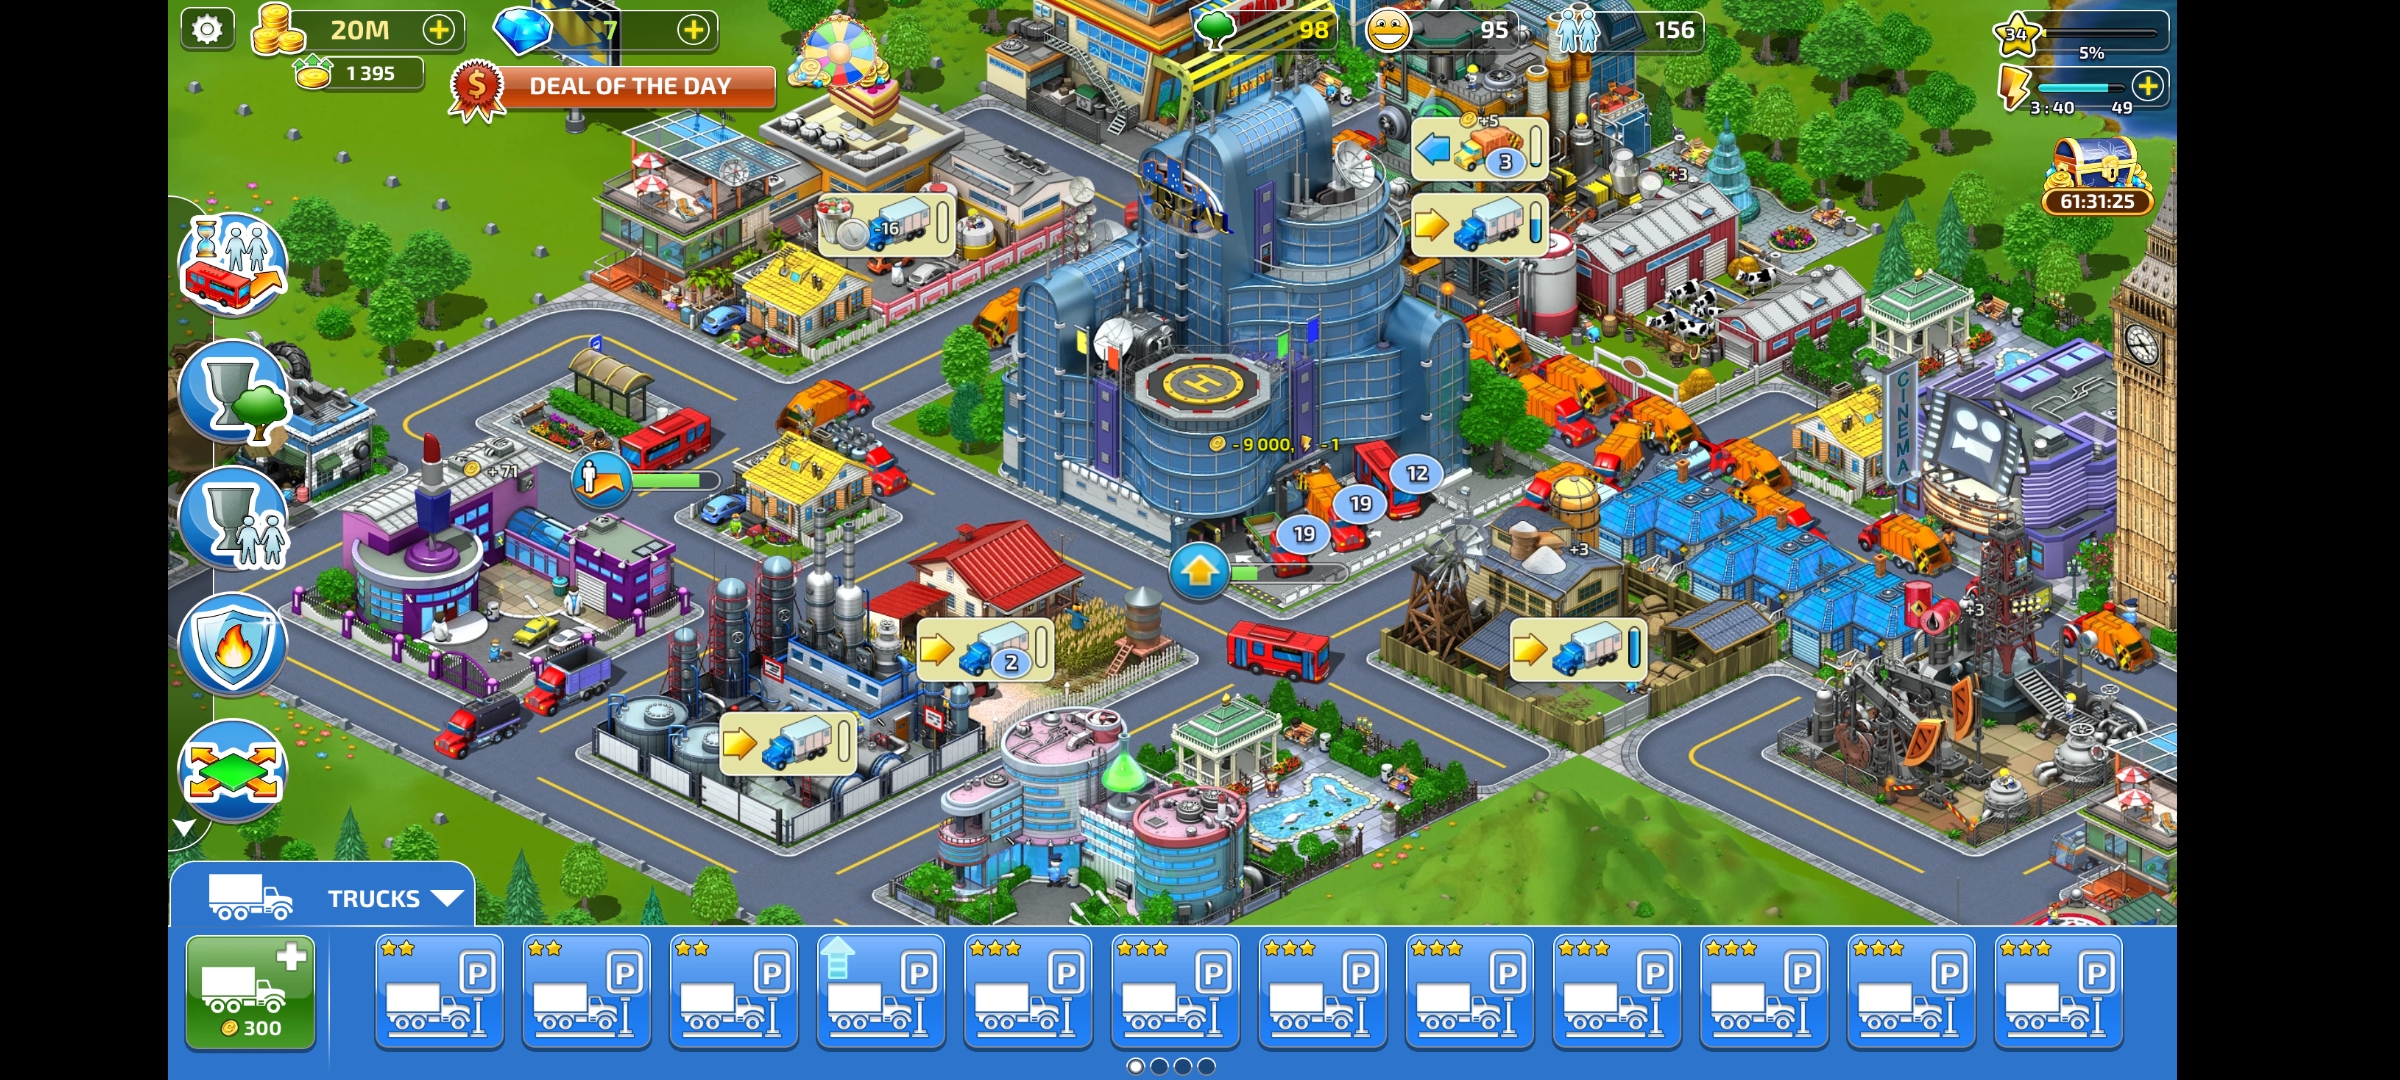 20M
7
98
95
156
34
5%
1 395
DEAL OF THE DAY
3:40
49
+5
3
+3
61:31:25
-16
CINEMA
H
-9 000, -1
+71
12
19
19
+3
+3
2
TRUCKS
300
P
P
P
P
P
P
P
P
P
P
P
P